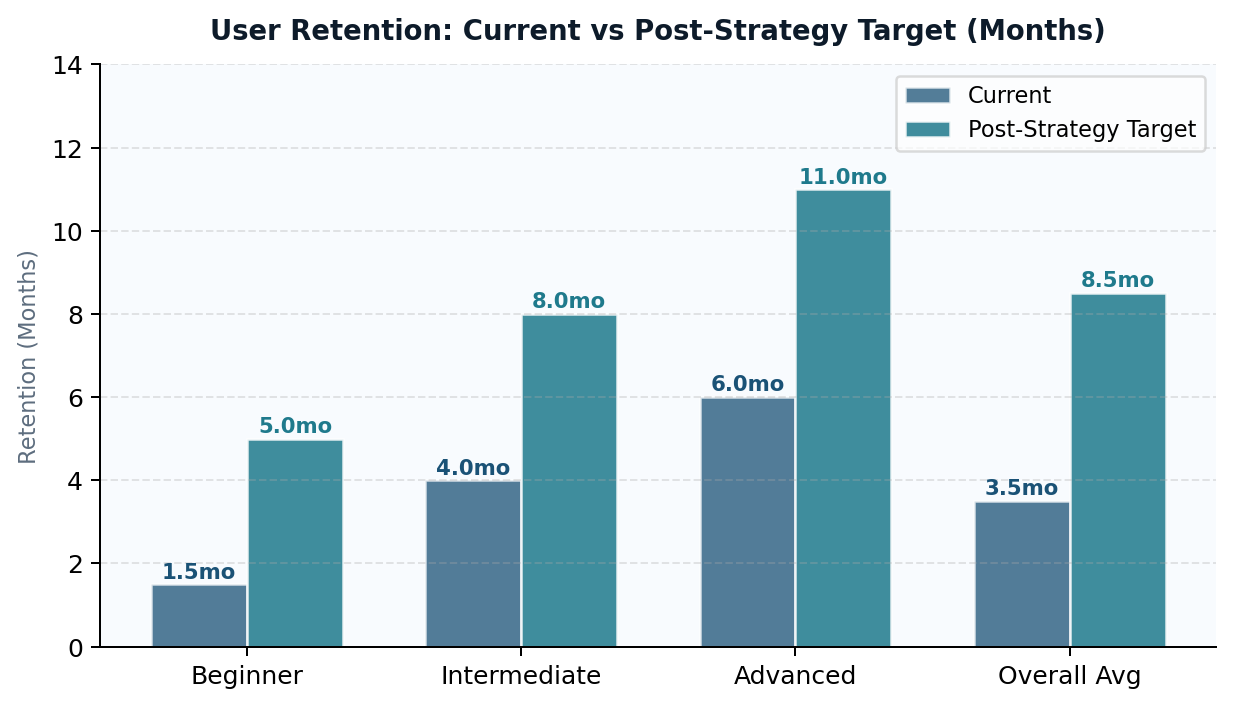 User Retention: Current vs Post-Strategy Target (Months)
Current
Post-Strategy Target
Retention (Months)
14
12
10
8
6
4
2
0
1.5mo
5.0mo
4.0mo
8.0mo
6.0mo
11.0mo
3.5mo
8.5mo
Beginner
Intermediate
Advanced
Overall Avg